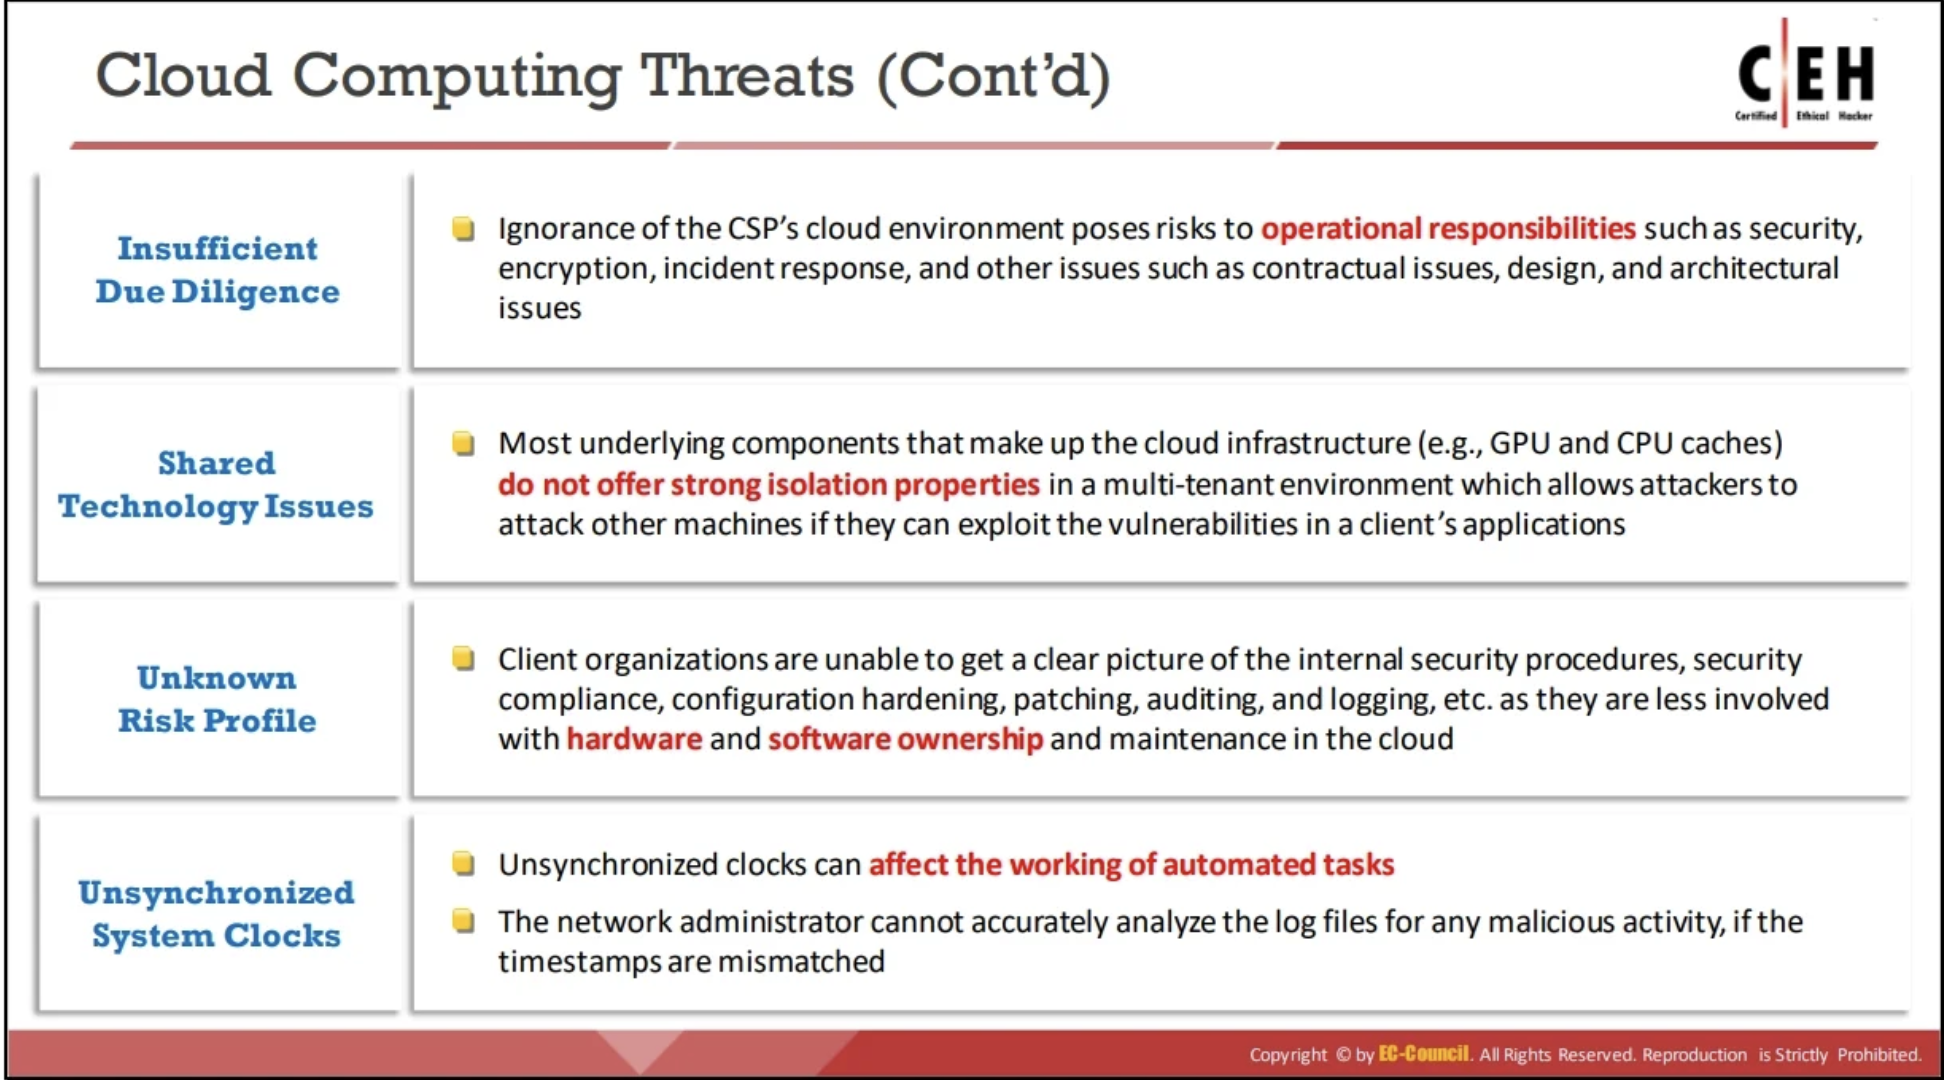 Cloud Computing Threats (Cont’d)
C|EH
Certified Ethical Hacker
Insufficient
Due Diligence
Ignorance of the CSP’s cloud environment poses risks to operational responsibilities such as security,
encryption, incident response, and other issues such as contractual issues, design, and architectural
issues
Shared
Technology Issues
Most underlying components that make up the cloud infrastructure (e.g., GPU and CPU caches)
do not offer strong isolation properties in a multi-tenant environment which allows attackers to
attack other machines if they can exploit the vulnerabilities in a client’s applications
Unknown
Risk Profile
Client organizations are unable to get a clear picture of the internal security procedures, security
compliance, configuration hardening, patching, auditing, and logging, etc. as they are less involved
with hardware and software ownership and maintenance in the cloud
Unsynchronized
System Clocks
Unsynchronized clocks can affect the working of automated tasks
The network administrator cannot accurately analyze the log files for any malicious activity, if the
timestamps are mismatched
Copyright © by EC-Council. All Rights Reserved. Reproduction is Strictly Prohibited.